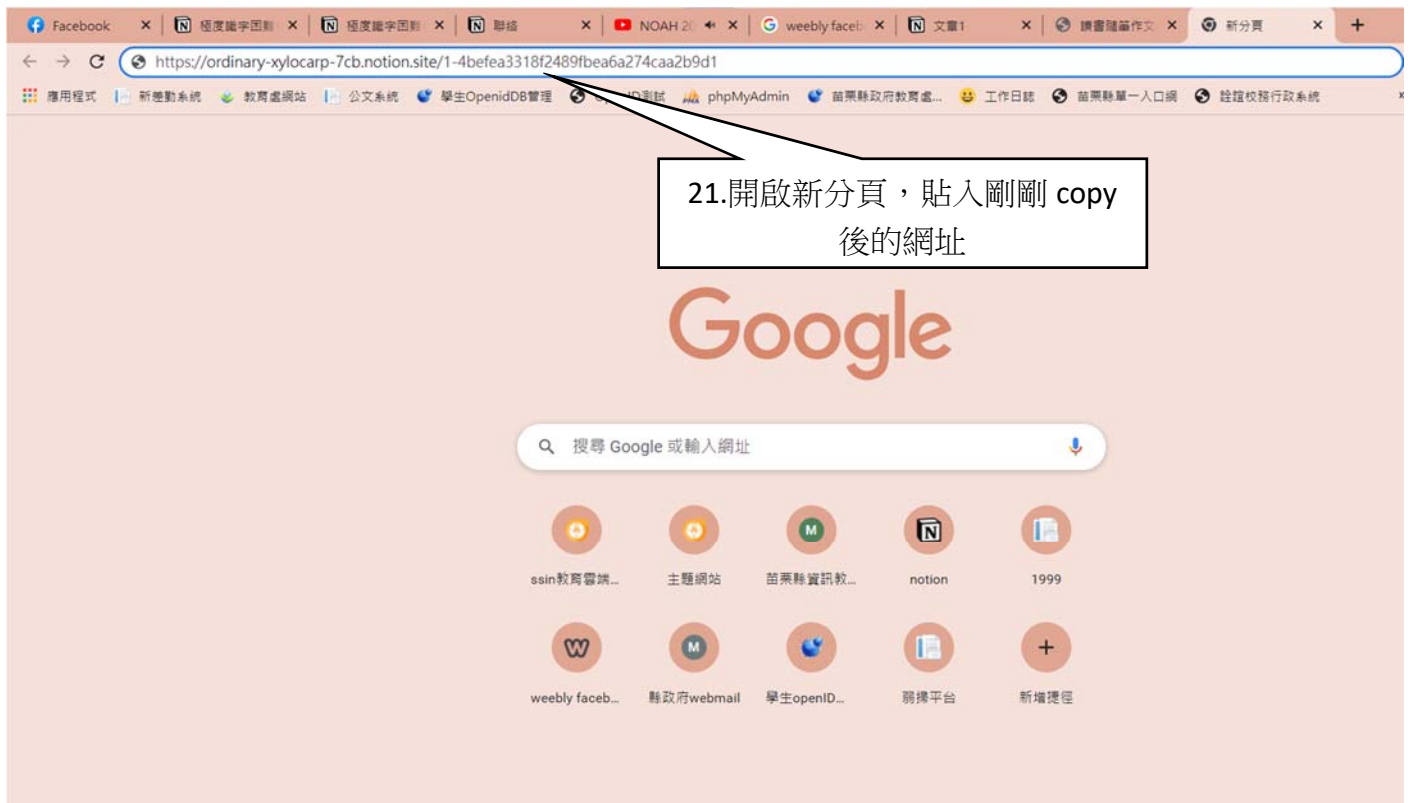 Facebook
極度識字困難
極度識字困難
聯絡
NOAH 20
weebly faceb
文章1
讀書隨筆作文
新分頁
https://ordinary-xylocarp-7cb.notion.site/1-4befea3318f2489fbea6a274caa2b9d1
應用程式
新差勤系統
教育處網站
公文系統
學生OpenidDB管理
phpMyAdmin
苗栗縣政府教育處...
工作日誌
苗栗縣單一入口網
詮誼校務行政系統
21.開啟新分頁，貼入剛剛 copy
後的網址
Google
搜尋 Google 或輸入網址
ssin教育雲端...
主題網站
苗栗縣資訊教...
notion
1999
weebly faceb...
縣政府webmail
學生openID...
弱掃平台
新增捷徑